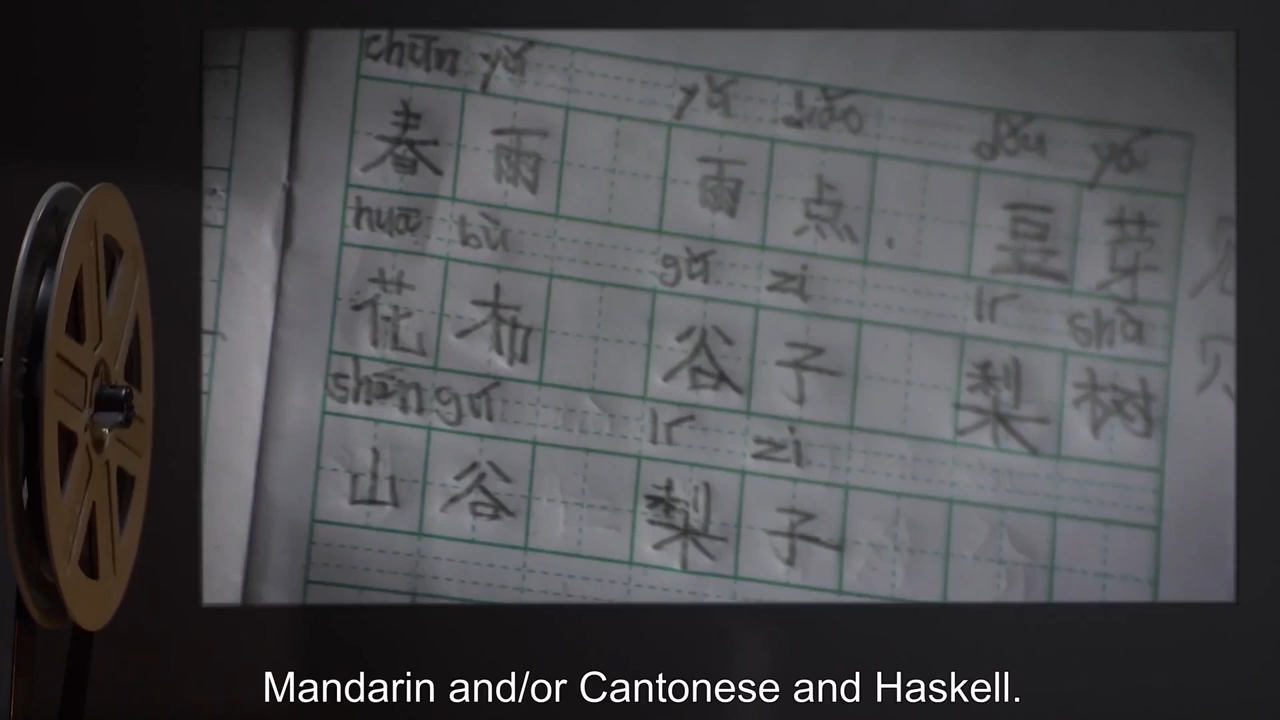 chūn yǔ yǔ diǎo dòu yá
春雨 雨点. 豆芽
huā bù gǔ zi lí shù
花布 谷子 梨树
shān gǔ lí zi
山谷 梨子
Mandarin and/or Cantonese and Haskell.